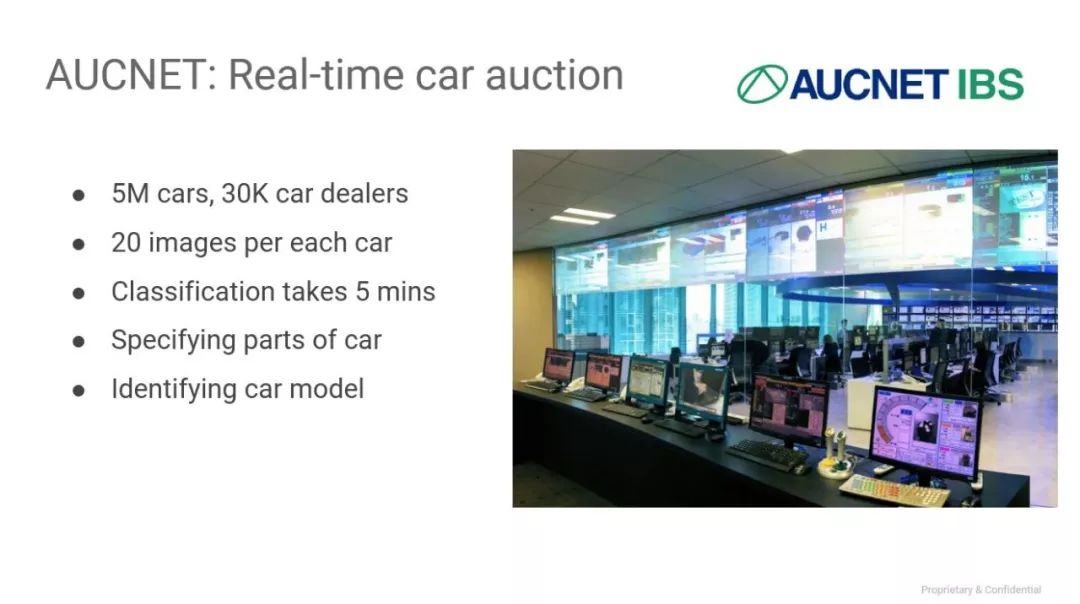 AUCNET: Real-time car auction
AUCNET IBS
● 5M cars, 30K car dealers
● 20 images per each car
● Classification takes 5 mins
● Specifying parts of car
● Identifying car model
H
Proprietary & Confidential